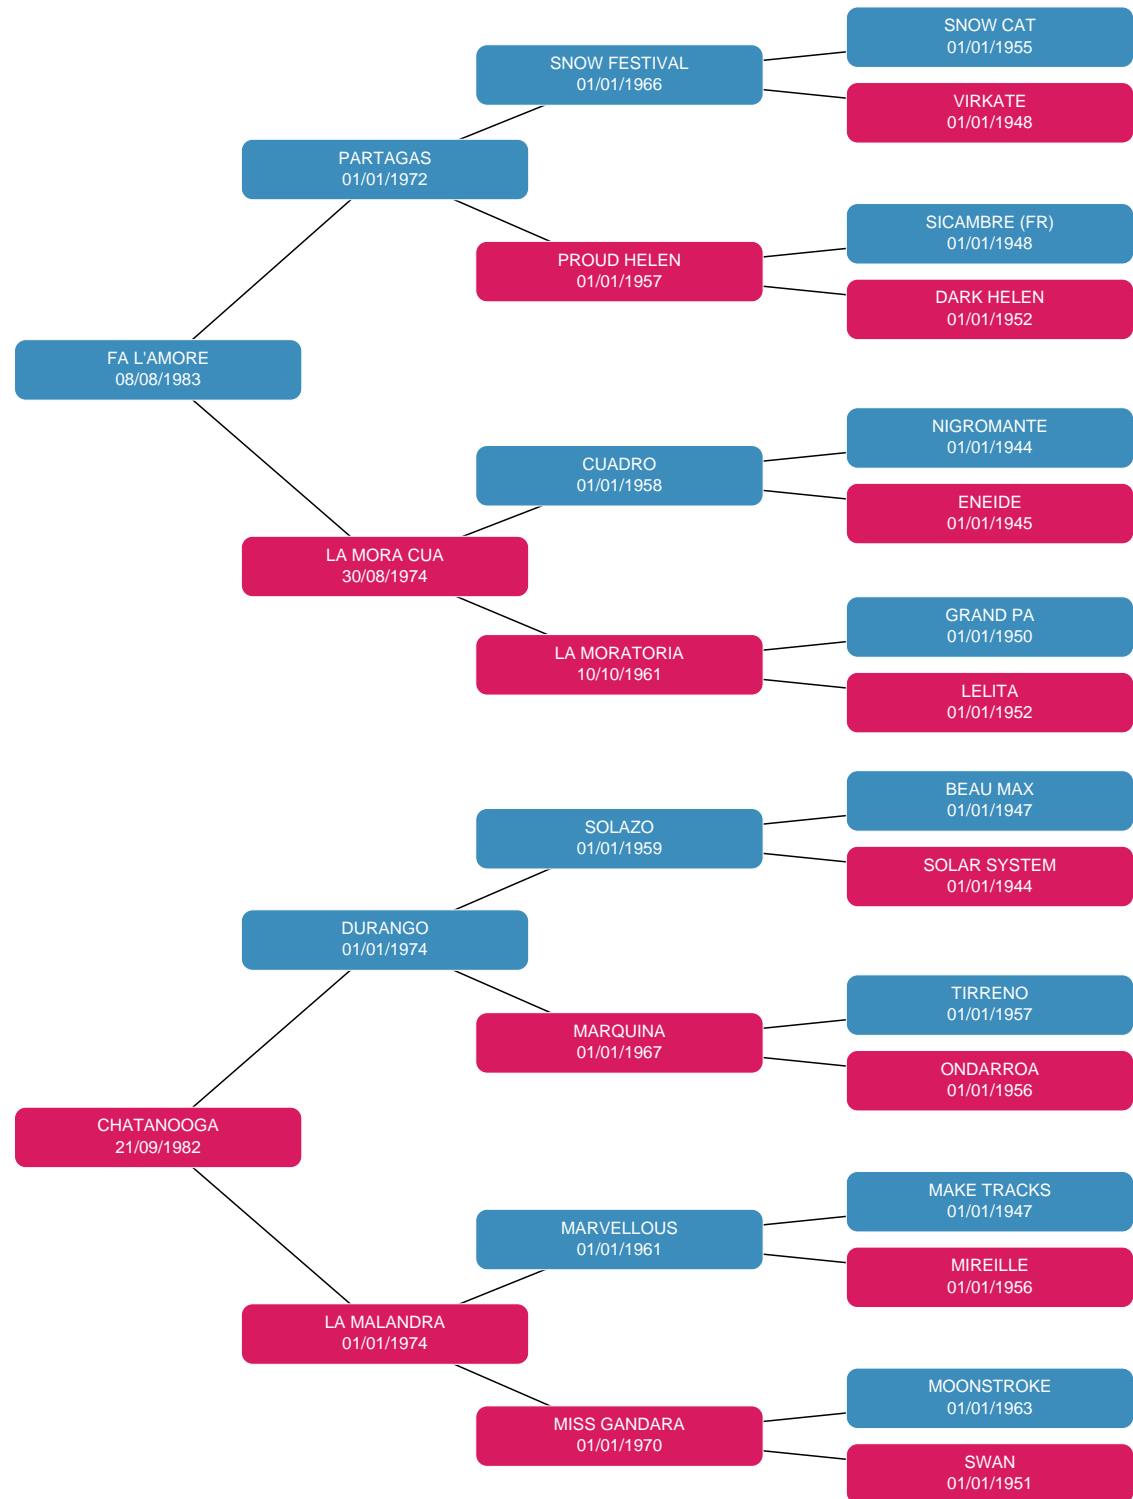 SNOW CAT
01/01/1955
SNOW FESTIVAL
01/01/1966
VIRKATE
01/01/1948
PARTAGAS
01/01/1972
SICAMBRE (FR)
01/01/1948
PROUD HELEN
01/01/1957
DARK HELEN
01/01/1952
FA L'AMORE
08/08/1983
NIGROMANTE
01/01/1944
CUADRO
01/01/1958
ENEIDE
01/01/1945
LA MORA CUA
30/08/1974
GRAND PA
01/01/1950
LA MORATORIA
10/10/1961
LELITA
01/01/1952
BEAU MAX
01/01/1947
SOLAZO
01/01/1959
SOLAR SYSTEM
01/01/1944
DURANGO
01/01/1974
TIRRENO
01/01/1957
MARQUINA
01/01/1967
ONDARROA
01/01/1956
CHATANOOGA
21/09/1982
MAKE TRACKS
01/01/1947
MARVELLOUS
01/01/1961
MIREILLE
01/01/1956
LA MALANDRA
01/01/1974
MOONSTROKE
01/01/1963
MISS GANDARA
01/01/1970
SWAN
01/01/1951